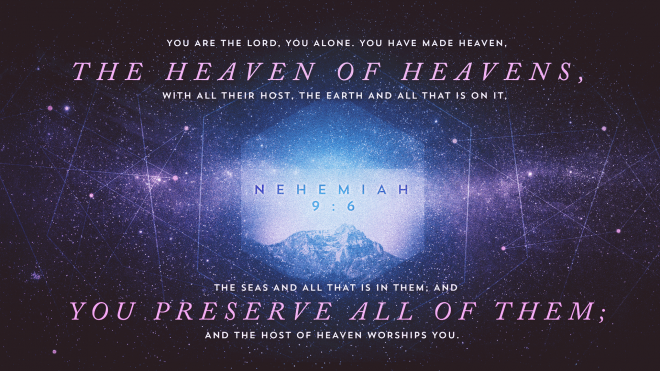 YOU ARE THE LORD, YOU ALONE. YOU HAVE MADE HEAVEN,
THE HEAVEN OF HEAVENS,
WITH ALL THEIR HOST, THE EARTH AND ALL THAT IS ON IT,
NEHEMIAH
9:6
THE SEAS AND ALL THAT IS IN THEM; AND
YOU PRESERVE ALL OF THEM;
AND THE HOST OF HEAVEN WORSHIPS YOU.